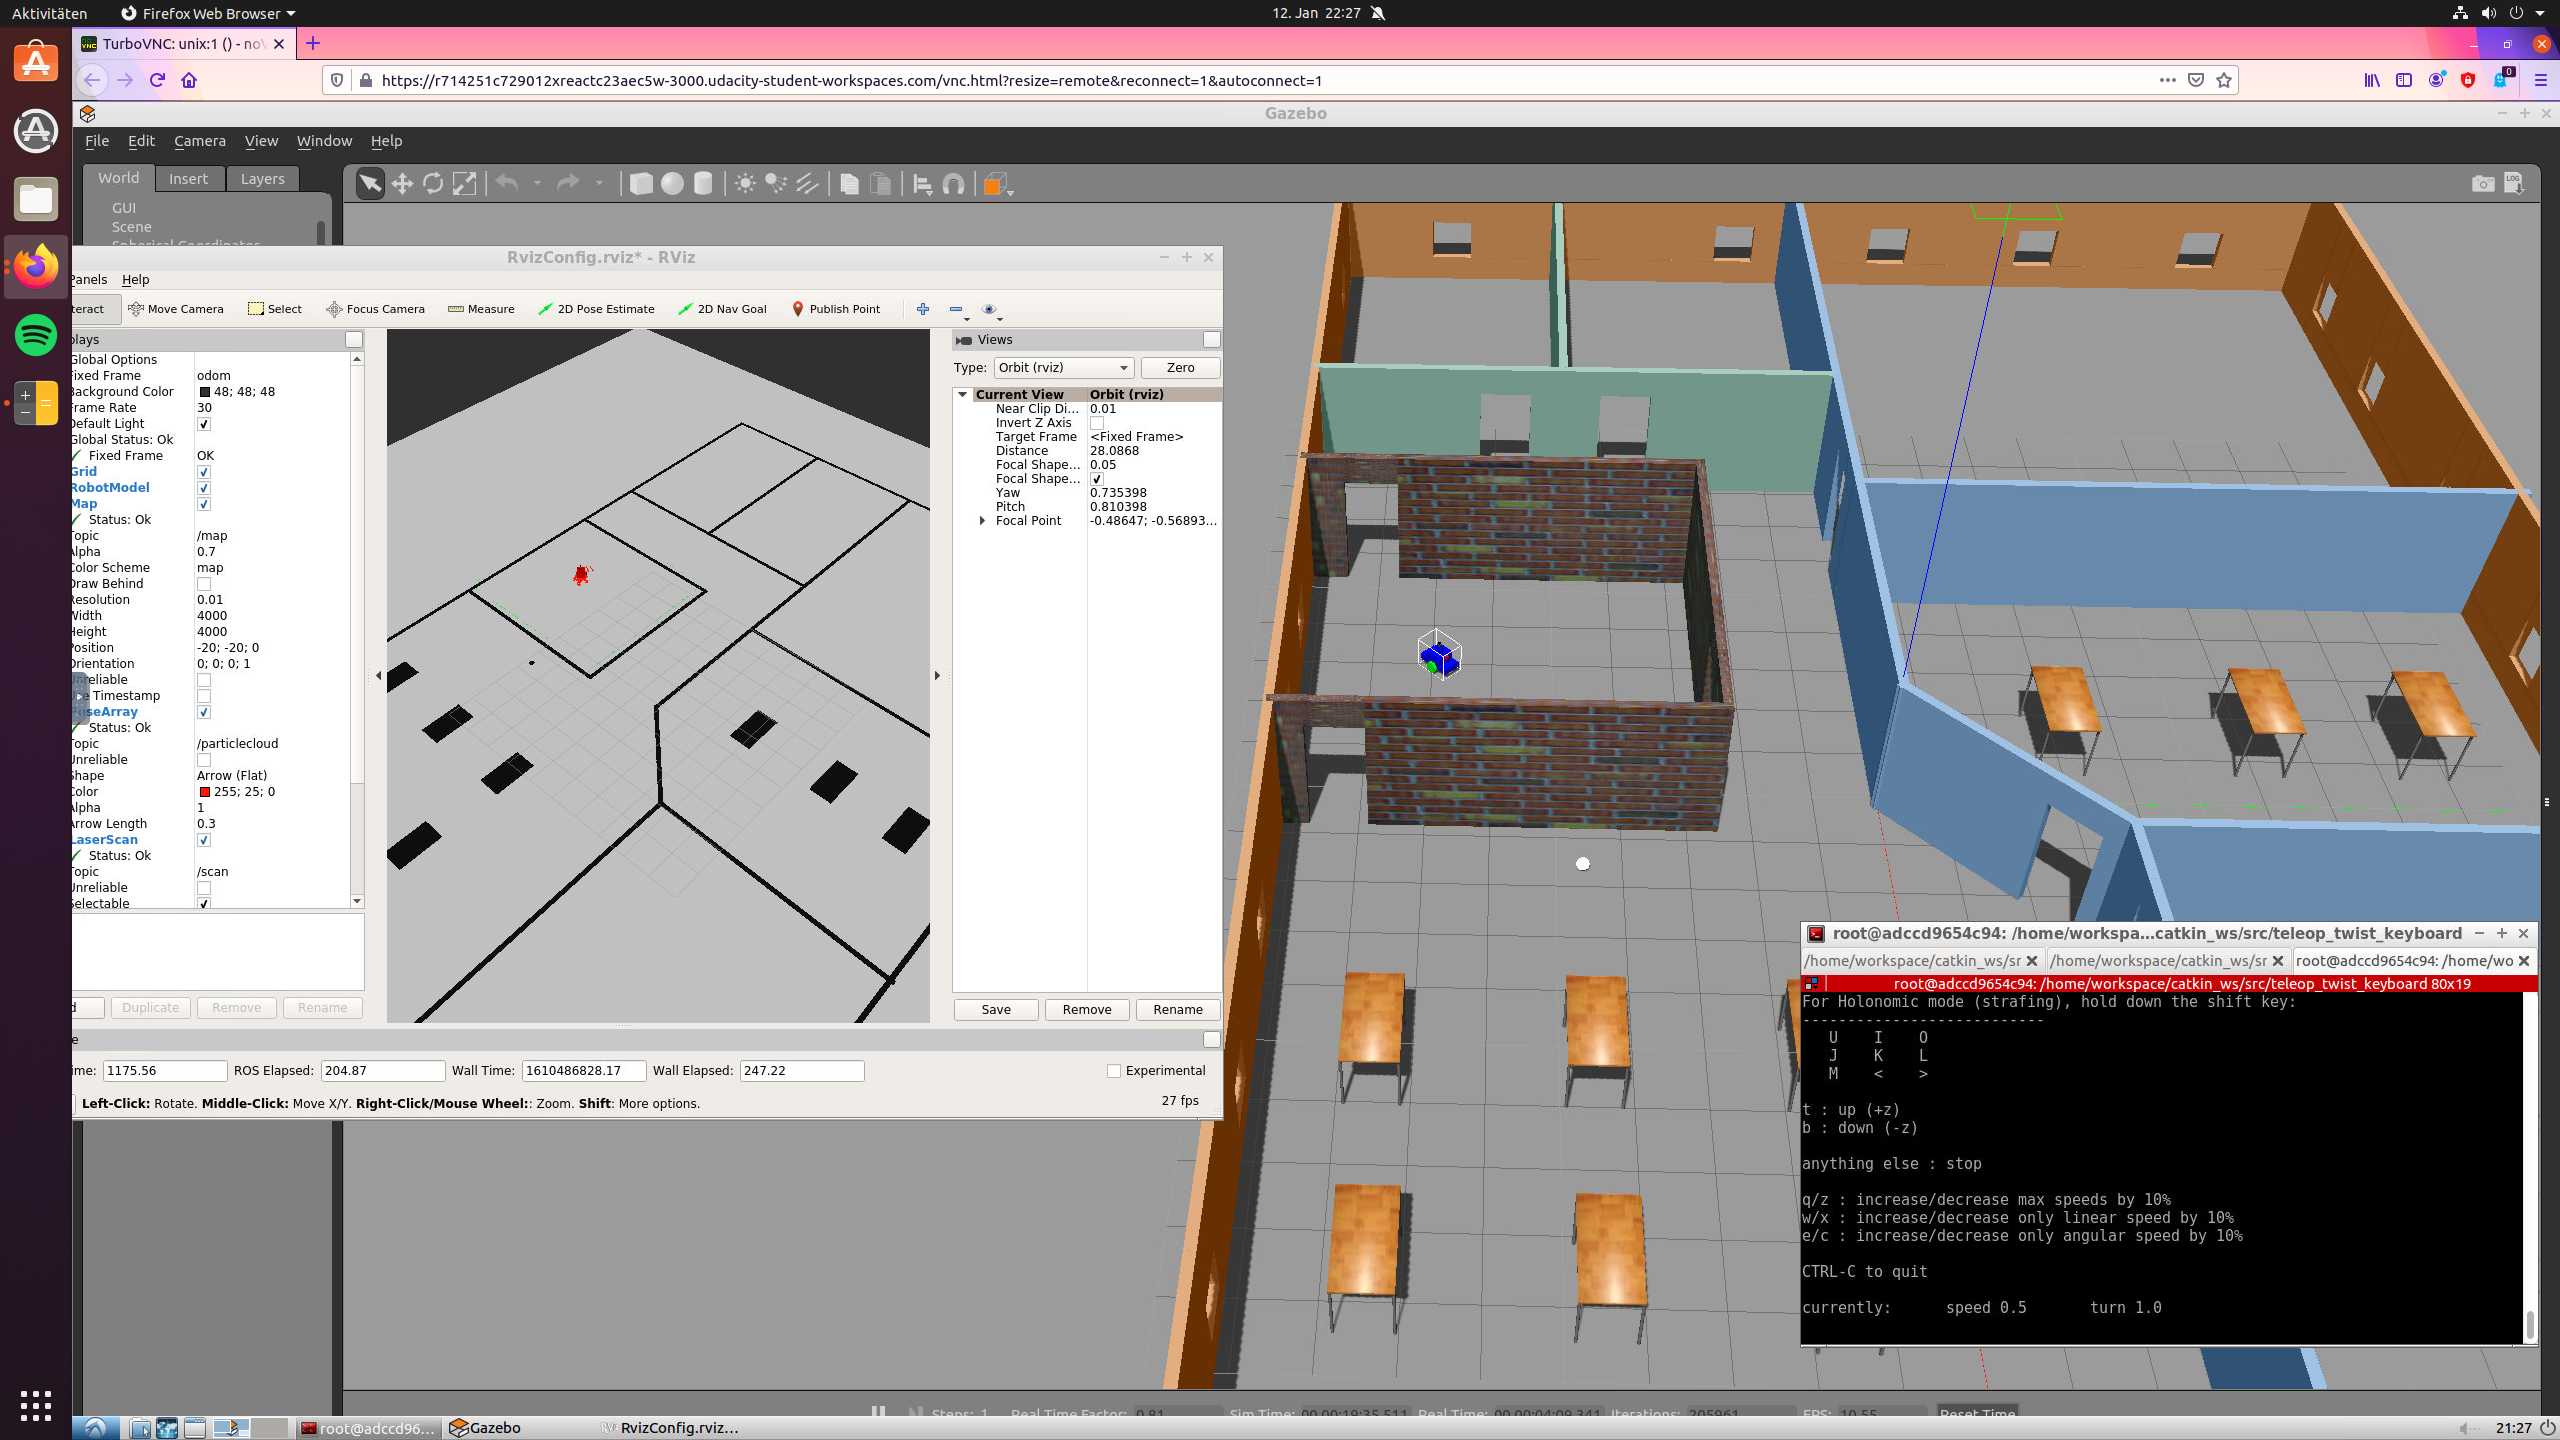 Aktivitäten
Firefox Web Browser
12. Jan 22:27
TurboVNC: unix:1 () - noV
https://r714251c729012xreactc23aec5w-3000.udacity-student-workspaces.com/vnc.html?resize=remote&reconnect=1&autoconnect=1
0
Gazebo
File Edit Camera View Window Help
World Insert Layers
GUI
Scene
Spherical Coordinates
LOG
RvizConfig.rviz* - RViz
Panels Help
teract Move Camera Select Focus Camera Measure 2D Pose Estimate 2D Nav Goal Publish Point
plays
Global Options
Fixed Frame odom
Background Color 48; 48; 48
Frame Rate 30
Default Light
Global Status: Ok
Fixed Frame OK
Grid
RobotModel
Map
Status: Ok
Topic /map
Alpha 0.7
Color Scheme map
Draw Behind
Resolution 0.01
Width 4000
Height 4000
Position -20; -20; 0
Orientation 0; 0; 0; 1
Unreliable
Use Timestamp
PoseArray
Status: Ok
Topic /particlecloud
Unreliable
Shape Arrow (Flat)
Color 255; 25; 0
Alpha 1
Arrow Length 0.3
LaserScan
Status: Ok
Topic /scan
Unreliable
Selectable
d Duplicate Remove Rename
Views
Type: Orbit (rviz) Zero
Current View Orbit (rviz)
Near Clip Di... 0.01
Invert Z Axis
Target Frame <Fixed Frame>
Distance 28.0868
Focal Shape... 0.05
Focal Shape...
Yaw 0.735398
Pitch 0.810398
Focal Point -0.48647; -0.56893...
Save Remove Rename
e
ime: 1175.56 ROS Elapsed: 204.87 Wall Time: 1610486828.17 Wall Elapsed: 247.22 Experimental
Left-Click: Rotate. Middle-Click: Move X/Y. Right-Click/Mouse Wheel:: Zoom. Shift: More options. 27 fps
root@adccd9654c94: /home/workspa...catkin_ws/src/teleop_twist_keyboard
/home/workspace/catkin_ws/sr /home/workspace/catkin_ws/sr root@adccd9654c94: /home/wo
root@adccd9654c94: /home/workspace/catkin_ws/src/teleop_twist_keyboard 80x19
For Holonomic mode (strafing), hold down the shift key:
---------------------------
U I O
J K L
M < >
t : up (+z)
b : down (-z)
anything else : stop
q/z : increase/decrease max speeds by 10%
w/x : increase/decrease only linear speed by 10%
e/c : increase/decrease only angular speed by 10%
CTRL-C to quit
currently: speed 0.5 turn 1.0
Steps: 1 Real Time Factor: 0.81 Sim Time: 00 00:19:35.511 Real Time: 00 00:04:09.341 Iterations: 205961 FPS: 10.55 Reset Time
root@adccd96... Gazebo RvizConfig.rviz... 21:27